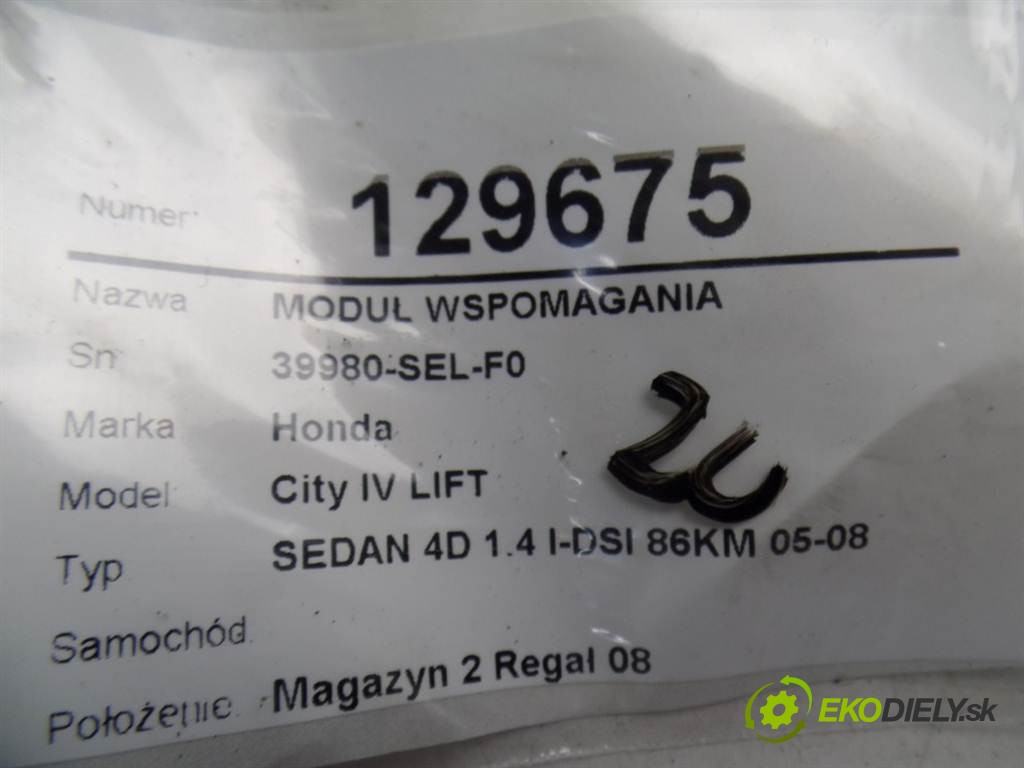 Numer: 129675
Nazwa MODUŁ WSPOMAGANIA
Sn 39980-SEL-F0
Marka Honda
Model City IV LIFT
Typ SEDAN 4D 1.4 I-DSI 86KM 05-08
Samochód
Położenie Magazyn 2 Regał 08
EKODIELY.sk